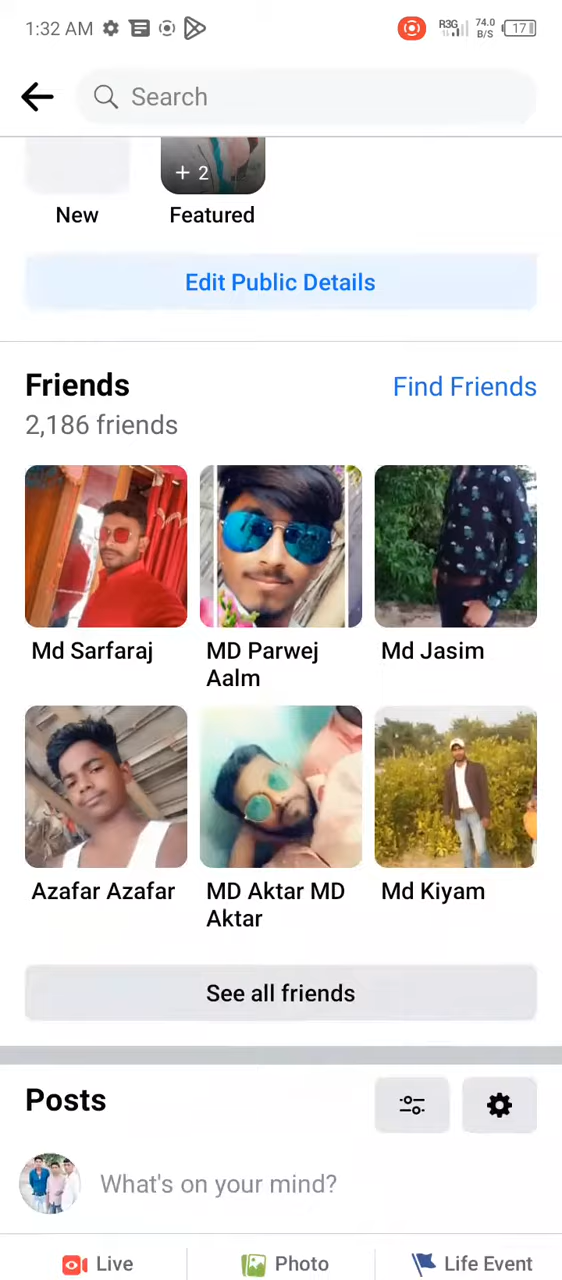 1:32 AM R3G 74.0 B/S 17
Search
+ 2
New Featured
Edit Public Details
Friends Find Friends
2,186 friends
Md Sarfaraj MD Parwej Aalm Md Jasim
Azafar Azafar MD Aktar MD Aktar Md Kiyam
See all friends
Posts
What's on your mind?
Live Photo Life Event